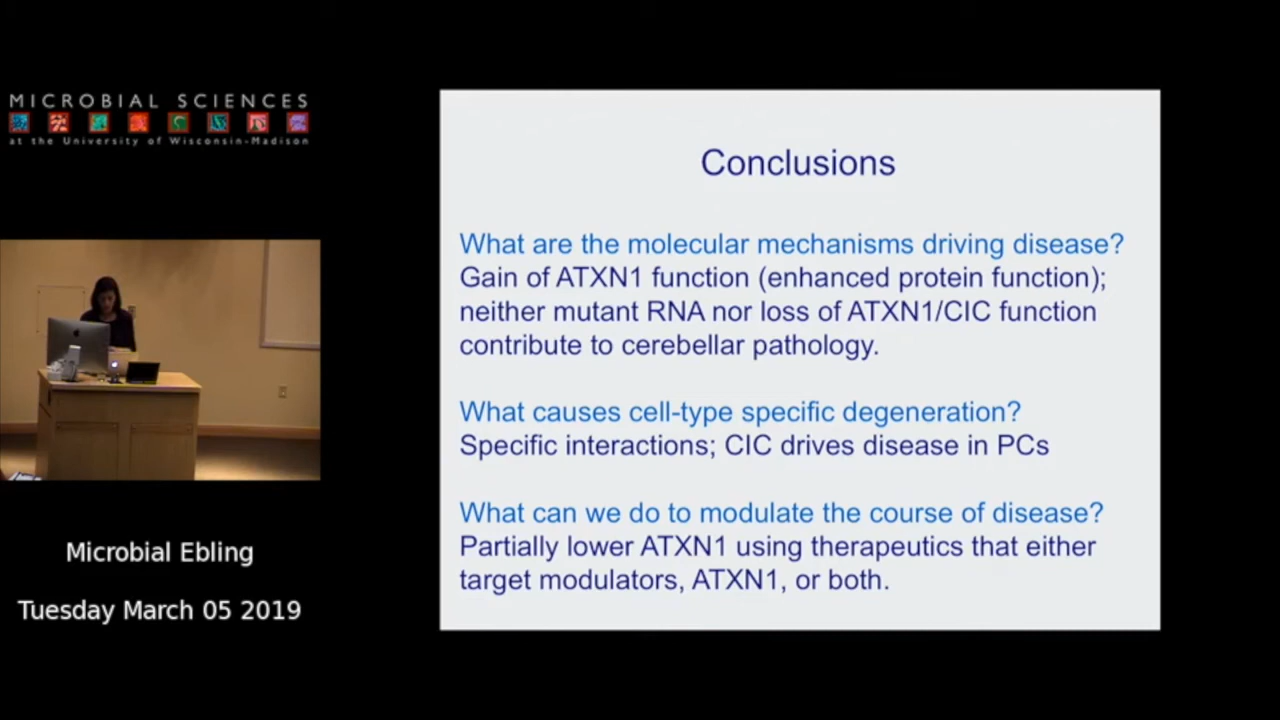 MICROBIAL SCIENCES
at the University of Wisconsin-Madison
Microbial Ebling
Tuesday March 05 2019
Conclusions
What are the molecular mechanisms driving disease?
Gain of ATXN1 function (enhanced protein function);
neither mutant RNA nor loss of ATXN1/CIC function
contribute to cerebellar pathology.
What causes cell-type specific degeneration?
Specific interactions; CIC drives disease in PCs
What can we do to modulate the course of disease?
Partially lower ATXN1 using therapeutics that either
target modulators, ATXN1, or both.